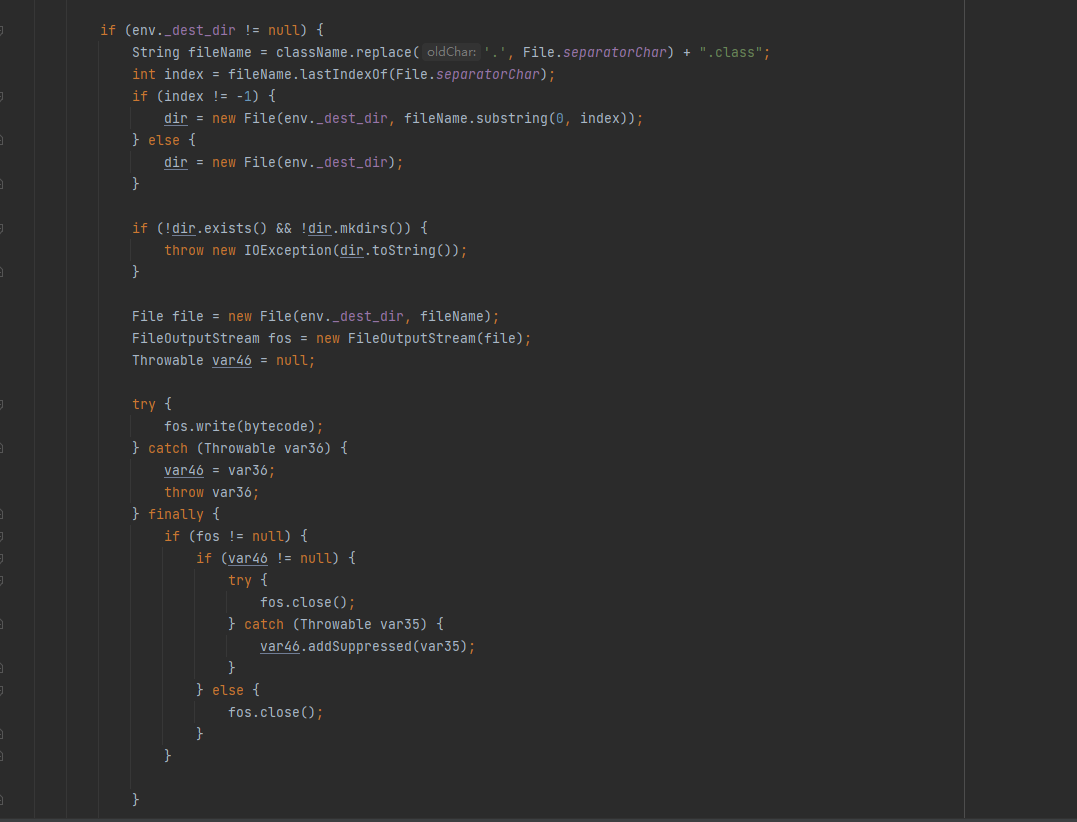 if (env._dest_dir != null) {
String fileName = className.replace( oldChar: '.', File.separatorChar) + ".class";
int index = fileName.lastIndexOf(File.separatorChar);
if (index != -1) {
dir = new File(env._dest_dir, fileName.substring(0, index));
} else {
dir = new File(env._dest_dir);
}
if (!dir.exists() && !dir.mkdirs()) {
throw new IOException(dir.toString());
}
File file = new File(env._dest_dir, fileName);
FileOutputStream fos = new FileOutputStream(file);
Throwable var46 = null;
try {
fos.write(bytecode);
} catch (Throwable var36) {
var46 = var36;
throw var36;
} finally {
if (fos != null) {
if (var46 != null) {
try {
fos.close();
} catch (Throwable var35) {
var46.addSuppressed(var35);
}
} else {
fos.close();
}
}
}